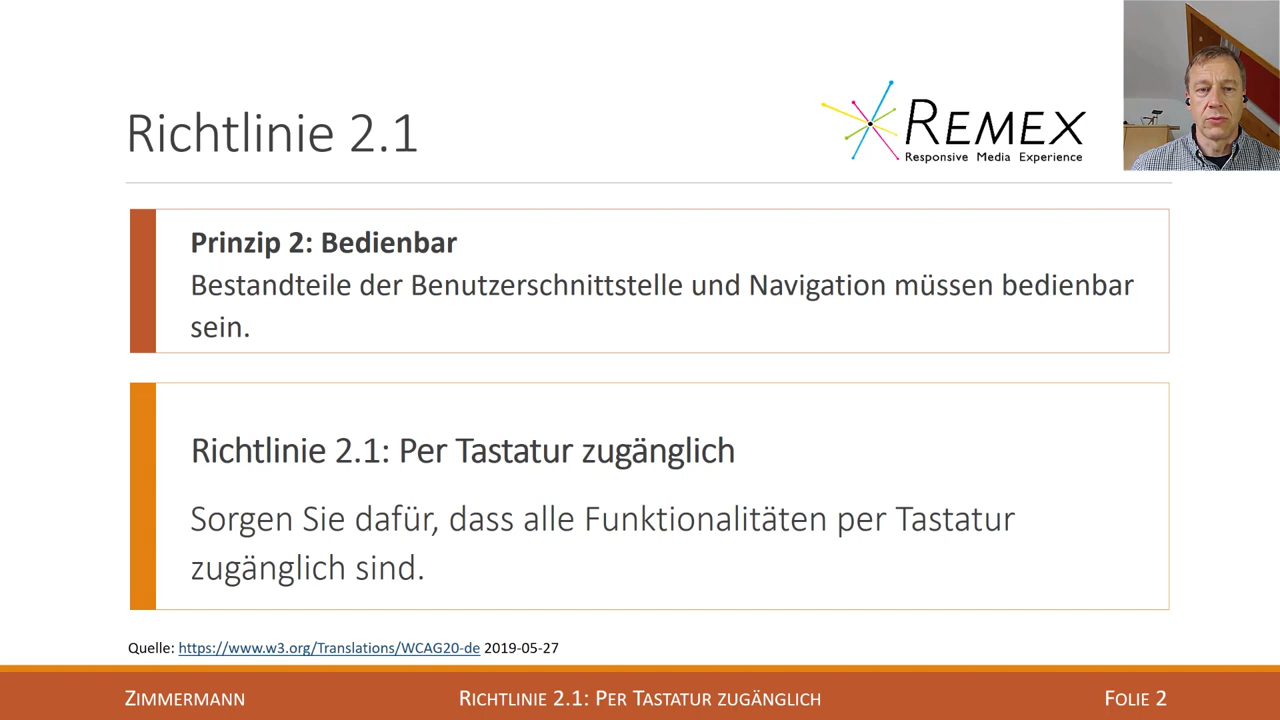 Richtlinie 2.1
REMEX
Responsive Media Experience
Prinzip 2: Bedienbar
Bestandteile der Benutzerschnittstelle und Navigation müssen bedienbar
sein.
Richtlinie 2.1: Per Tastatur zugänglich
Sorgen Sie dafür, dass alle Funktionalitäten per Tastatur
zugänglich sind.
Quelle: https://www.w3.org/Translations/WCAG20-de 2019-05-27
ZIMMERMANN
RICHTLINIE 2.1: PER TASTATUR ZUGÄNGLICH
FOLIE 2